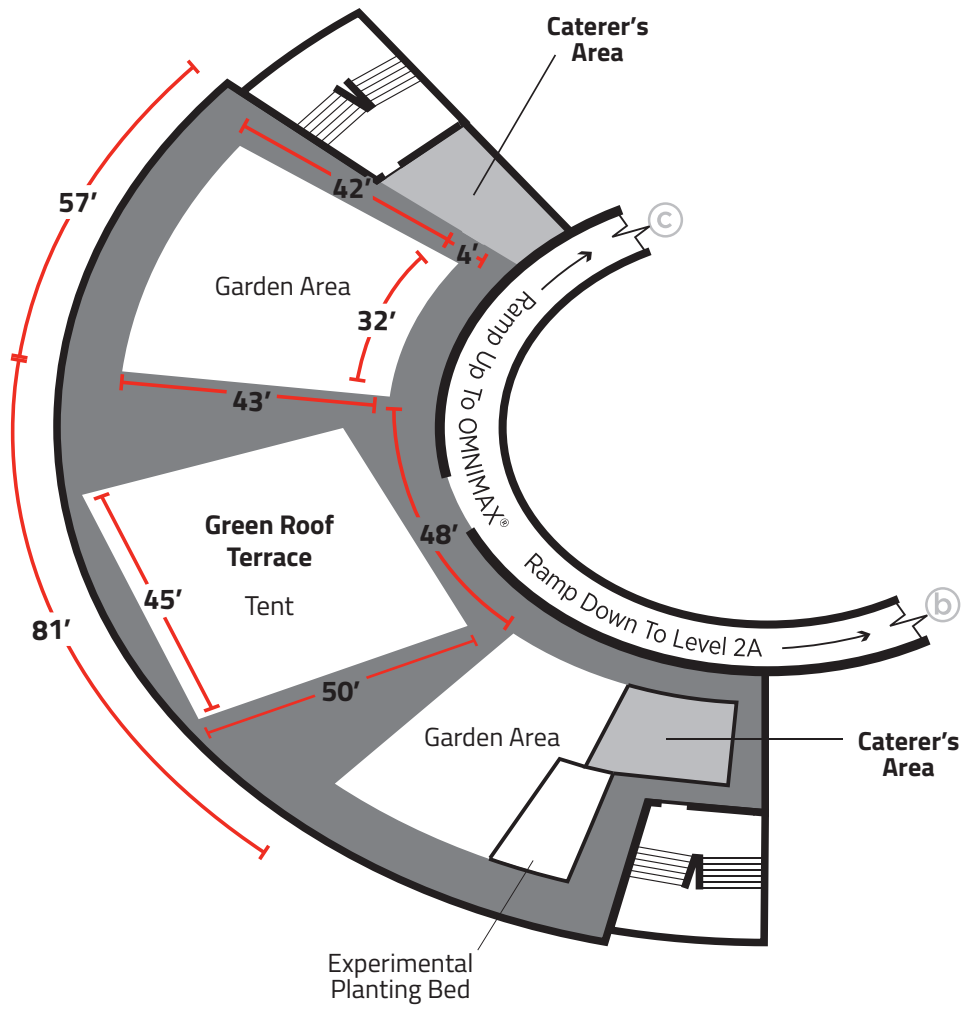 Caterer’s
Area
c
57’
42’
4’
Garden Area
32’
43’
Ramp Up To OMNIMAX®
48’
Green Roof
Terrace
Tent
45’
81’
50’
Ramp Down To Level 2A
b
Garden Area
Caterer’s
Area
Experimental
Planting Bed